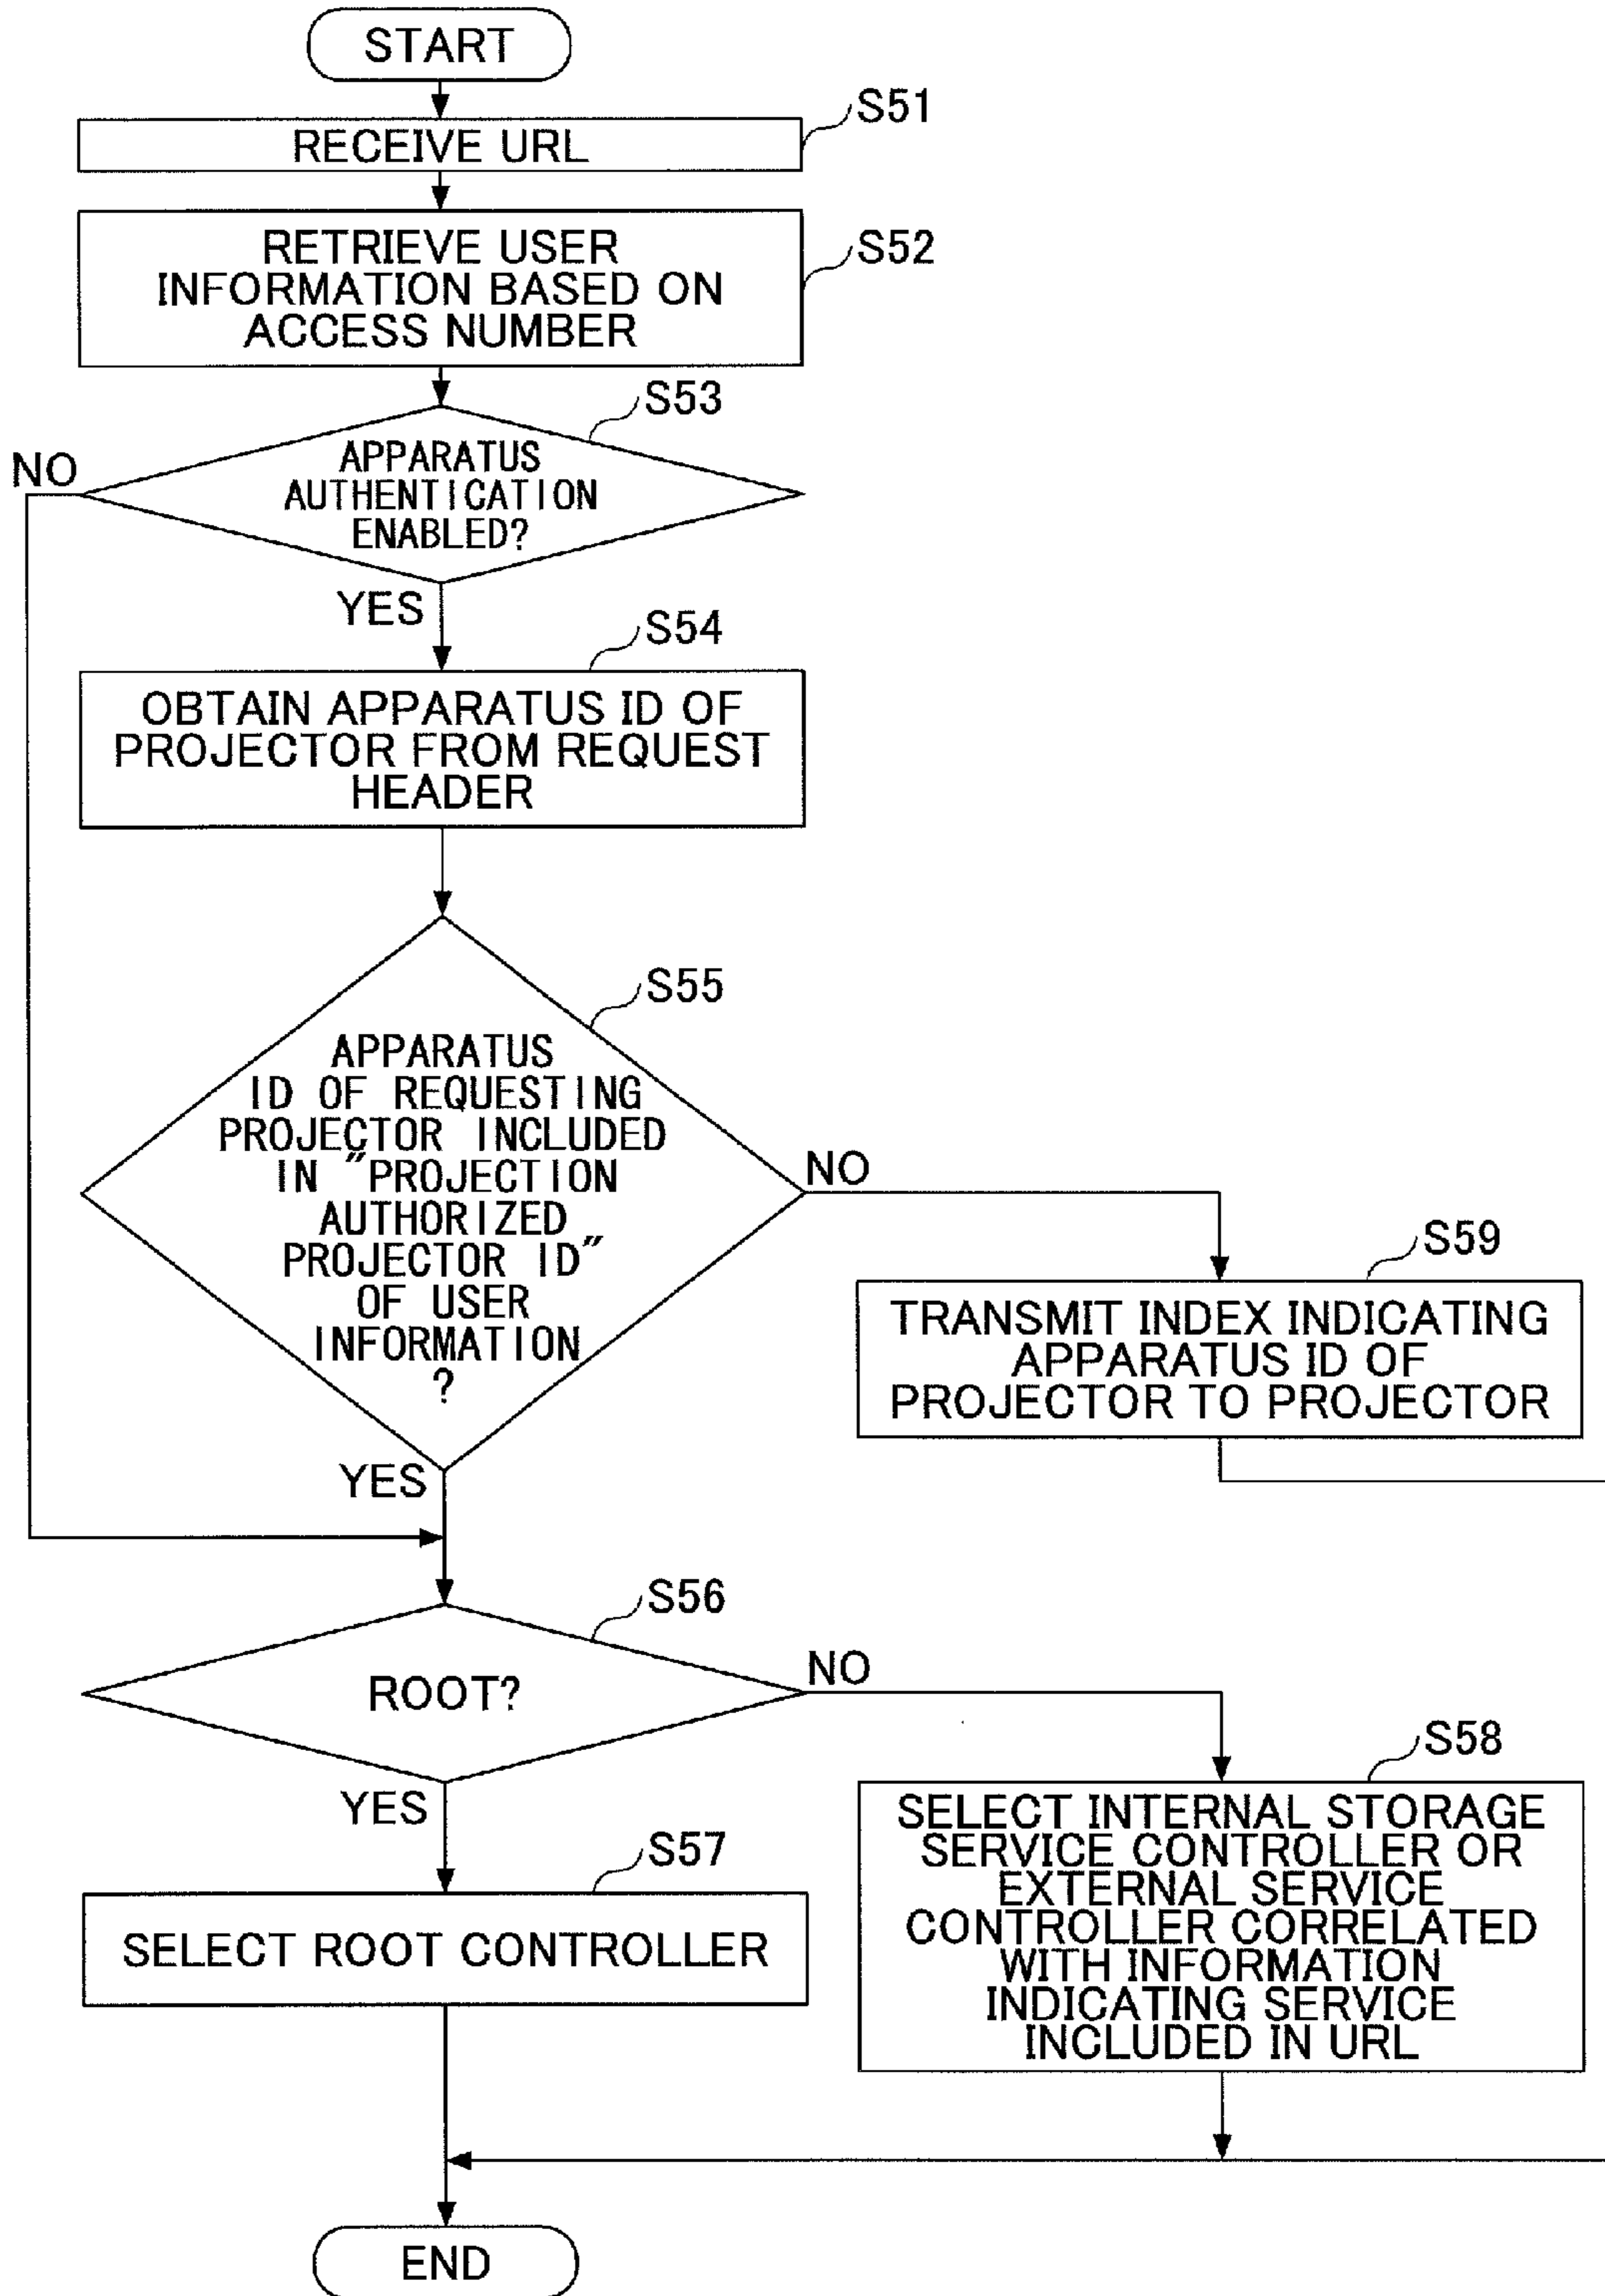 START
S51
RECEIVE URL
S52
RETRIEVE USER
INFORMATION BASED ON
ACCESS NUMBER
S53
NO
APPARATUS
AUTHENTICATION
ENABLED?
YES
S54
OBTAIN APPARATUS ID OF
PROJECTOR FROM REQUEST
HEADER
S55
APPARATUS
ID OF REQUESTING
PROJECTOR INCLUDED
IN "PROJECTION
AUTHORIZED
PROJECTOR ID"
OF USER
INFORMATION
?
NO
YES
S59
TRANSMIT INDEX INDICATING
APPARATUS ID OF
PROJECTOR TO PROJECTOR
S56
ROOT?
NO
YES
S57
SELECT ROOT CONTROLLER
S58
SELECT INTERNAL STORAGE
SERVICE CONTROLLER OR
EXTERNAL SERVICE
CONTROLLER CORRELATED
WITH INFORMATION
INDICATING SERVICE
INCLUDED IN URL
END